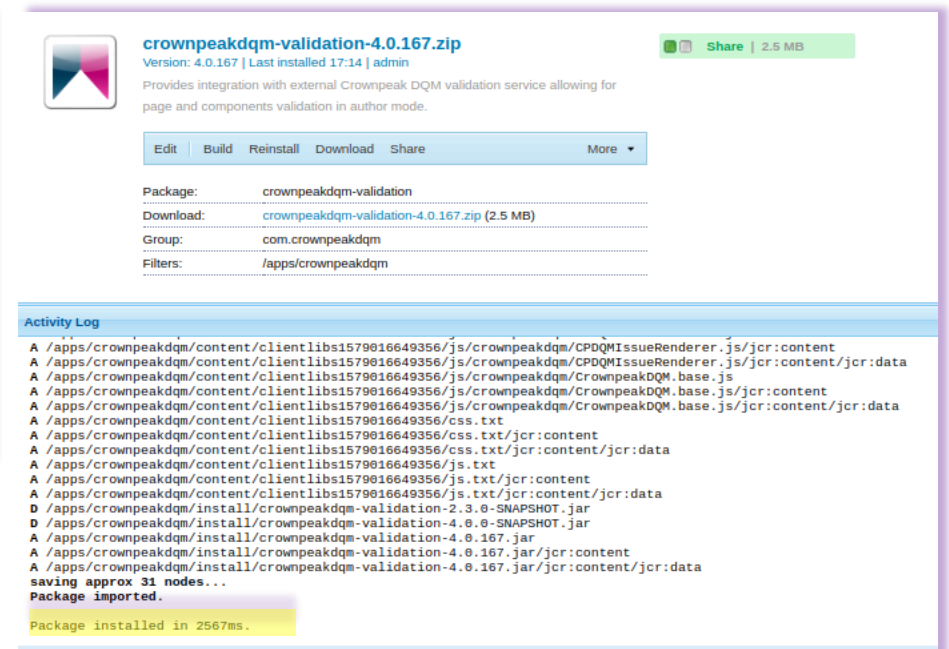 crownpeakdqm-validation-4.0.167.zip
Share | 2.5 MB
Version: 4.0.167 | Last installed 17:14 | admin
Provides integration with external Crownpeak DQM validation service allowing for
page and components validation in author mode.
Edit Build Reinstall Download Share More
Package: crownpeakdqm-validation
Download: crownpeakdqm-validation-4.0.167.zip (2.5 MB)
Group: com.crownpeakdqm
Filters: /apps/crownpeakdqm
Activity Log
A /apps/crownpeakdqm/content/clientlibs1579016649356/js/crownpeakdqm/CPDQMIssueRenderer.js/jcr:content
A /apps/crownpeakdqm/content/clientlibs1579016649356/js/crownpeakdqm/CPDQMIssueRenderer.js/jcr:content/jcr:data
A /apps/crownpeakdqm/content/clientlibs1579016649356/js/crownpeakdqm/CrownpeakDQM.base.js
A /apps/crownpeakdqm/content/clientlibs1579016649356/js/crownpeakdqm/CrownpeakDQM.base.js/jcr:content
A /apps/crownpeakdqm/content/clientlibs1579016649356/js/crownpeakdqm/CrownpeakDQM.base.js/jcr:content/jcr:data
A /apps/crownpeakdqm/content/clientlibs1579016649356/css.txt
A /apps/crownpeakdqm/content/clientlibs1579016649356/css.txt/jcr:content
A /apps/crownpeakdqm/content/clientlibs1579016649356/css.txt/jcr:content/jcr:data
A /apps/crownpeakdqm/content/clientlibs1579016649356/js.txt
A /apps/crownpeakdqm/content/clientlibs1579016649356/js.txt/jcr:content
A /apps/crownpeakdqm/content/clientlibs1579016649356/js.txt/jcr:content/jcr:data
D /apps/crownpeakdqm/install/crownpeakdqm-validation-2.3.0-SNAPSHOT.jar
D /apps/crownpeakdqm/install/crownpeakdqm-validation-4.0.0-SNAPSHOT.jar
A /apps/crownpeakdqm/install/crownpeakdqm-validation-4.0.167.jar
A /apps/crownpeakdqm/install/crownpeakdqm-validation-4.0.167.jar/jcr:content
A /apps/crownpeakdqm/install/crownpeakdqm-validation-4.0.167.jar/jcr:content/jcr:data
saving approx 31 nodes...
Package imported.
Package installed in 2567ms.